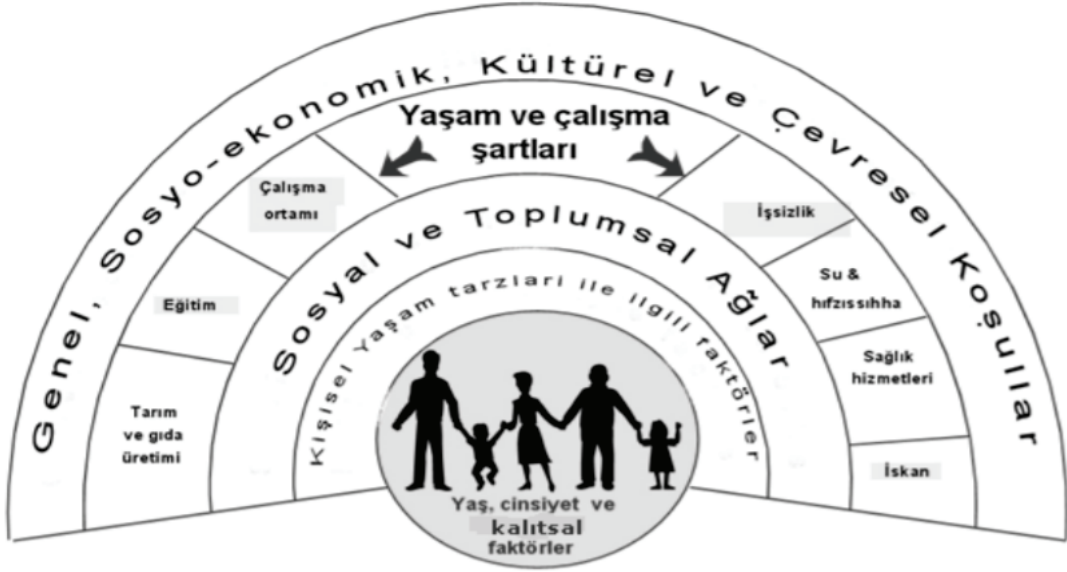 Genel, Sosyo-ekonomik, Kültürel ve Çevresel Koşullar
Yaşam ve çalışma
şartları
Çalışma
ortamı
Eğitim
Tarım
ve gıda
üretimi
İşsizlik
Su &
hıfzıssıhha
Sağlık
hizmetleri
İskan
Sosyal ve Toplumsal Ağlar
Kişisel Yaşam tarzlari ile ilgili faktörler
Yaş, cinsiyet ve
kalıtsal
faktörler